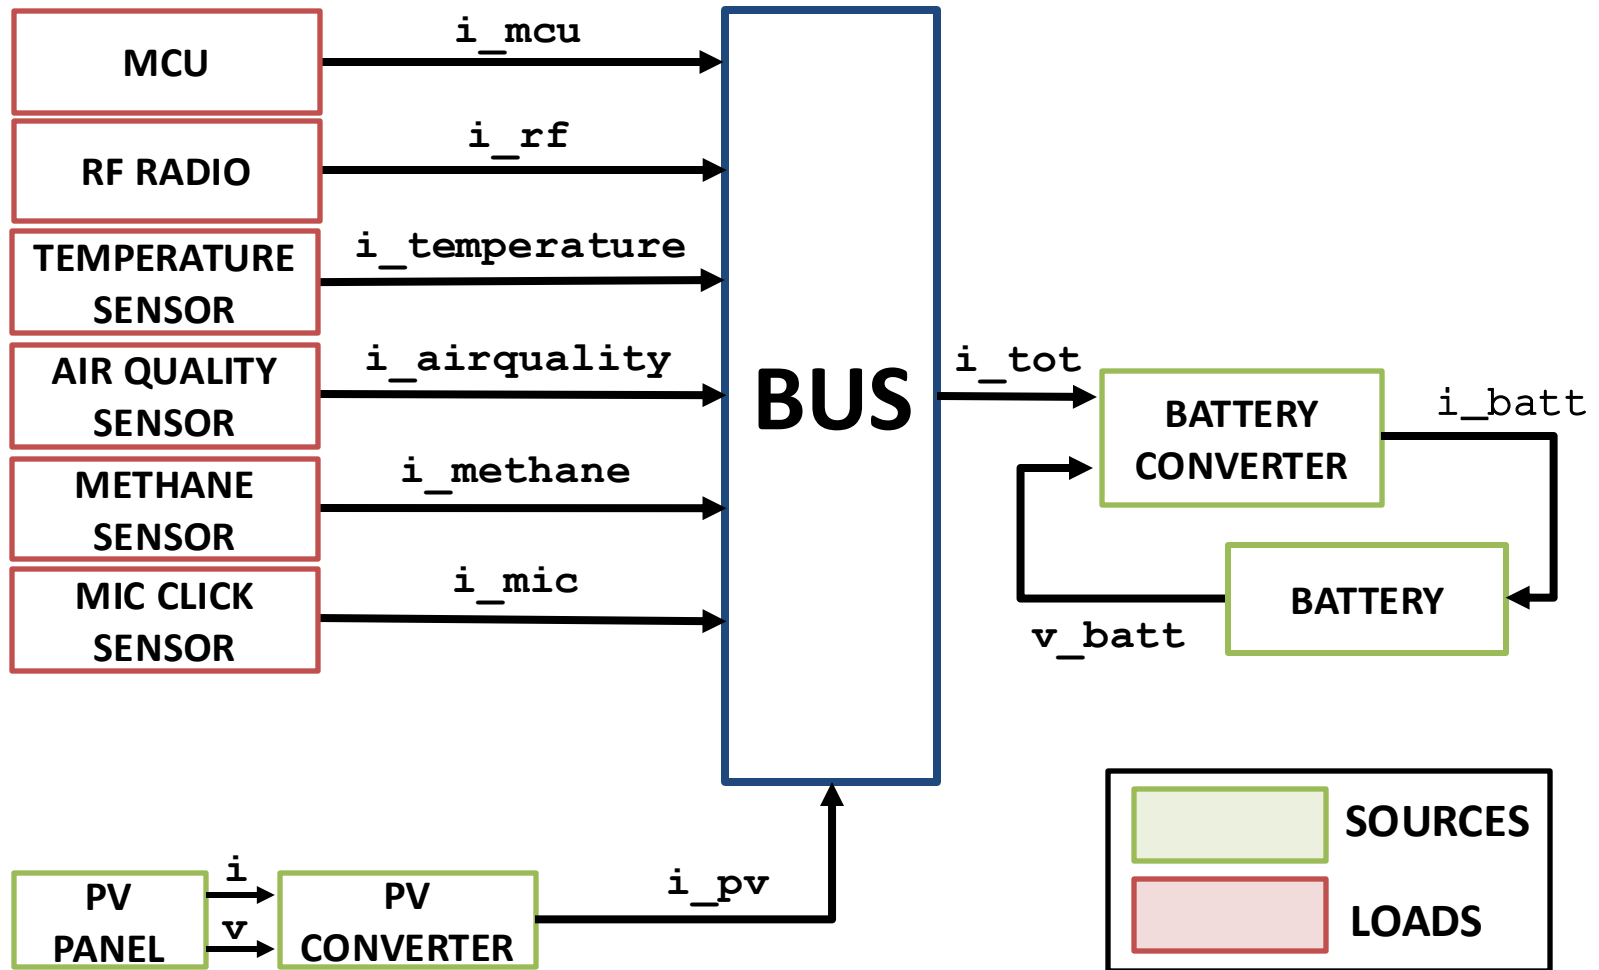 MCU
i_mcu
RF RADIO
i_rf
TEMPERATURE
SENSOR
i_temperature
AIR QUALITY
SENSOR
i_airquality
METHANE
SENSOR
i_methane
MIC CLICK
SENSOR
i_mic
BUS
i_tot
BATTERY
CONVERTER
i_batt
BATTERY
v_batt
PV
PANEL
i
v
PV
CONVERTER
i_pv
SOURCES
LOADS